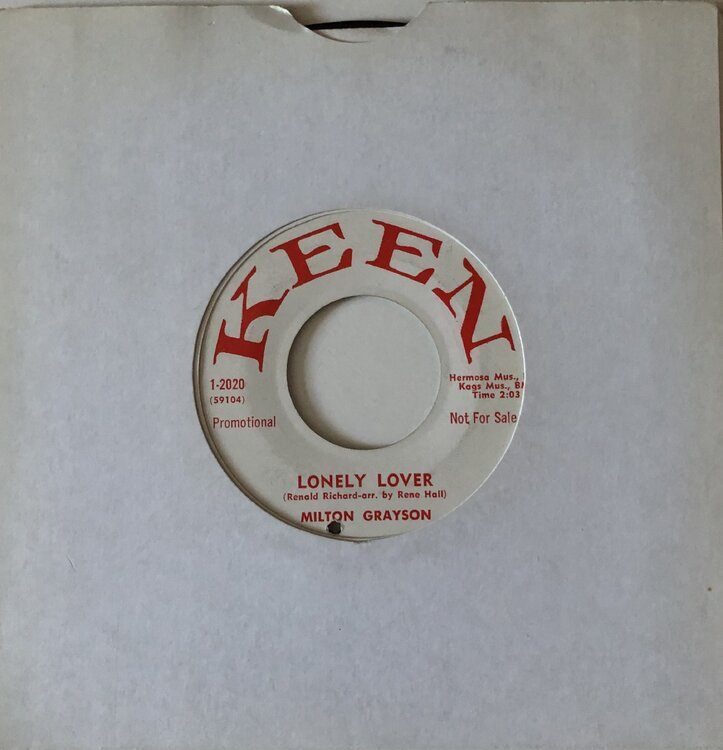 KEEN
1-2020
(59104)
Promotional
Hermosa Mus.,
Kags Mus.,
Time 2:03
Not For Sale
LONELY LOVER
(Renald Richard-arr. by Rene Hall)
MILTON GRAYSON